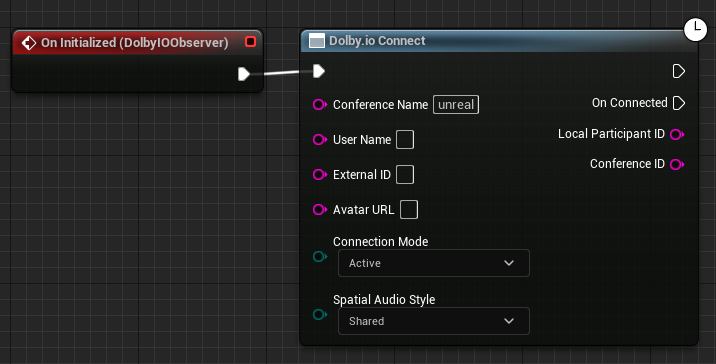 On Initialized (DolbyIOObserver)
Dolby.io Connect
Conference Name unreal
On Connected
User Name
Local Participant ID
External ID
Conference ID
Avatar URL
Connection Mode
Active
Spatial Audio Style
Shared